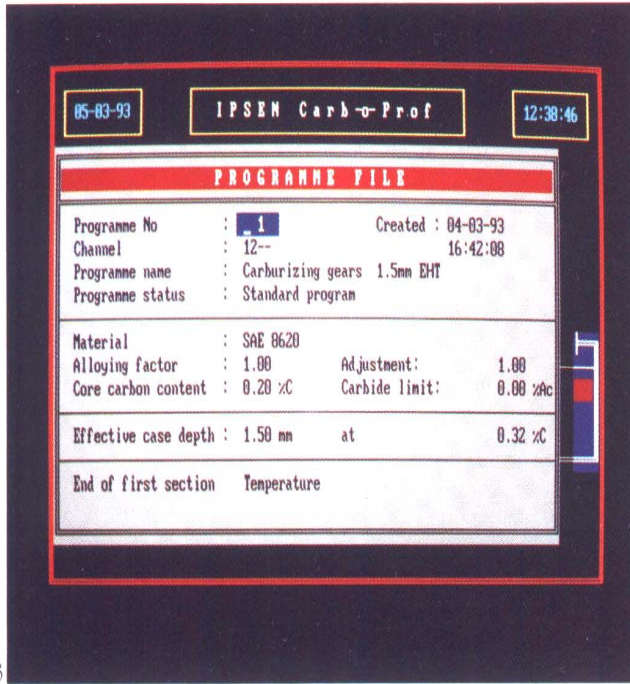 05-03-93 IPSEN Carb-o-Prof 12:38:46
PROGRAMME FILE
Programme No : _ 1 Created : 04-03-93
Channel : 12-- 16:42:08
Programme name : Carburizing gears 1.5mm EHT
Programme status : Standard program
Material : SAE 8620
Alloying factor : 1.00 Adjustment: 1.00
Core carbon content : 0.20 %C Carbide limit: 0.00 %Ac
Effective case depth : 1.50 mm at 0.32 %C
End of first section Temperature